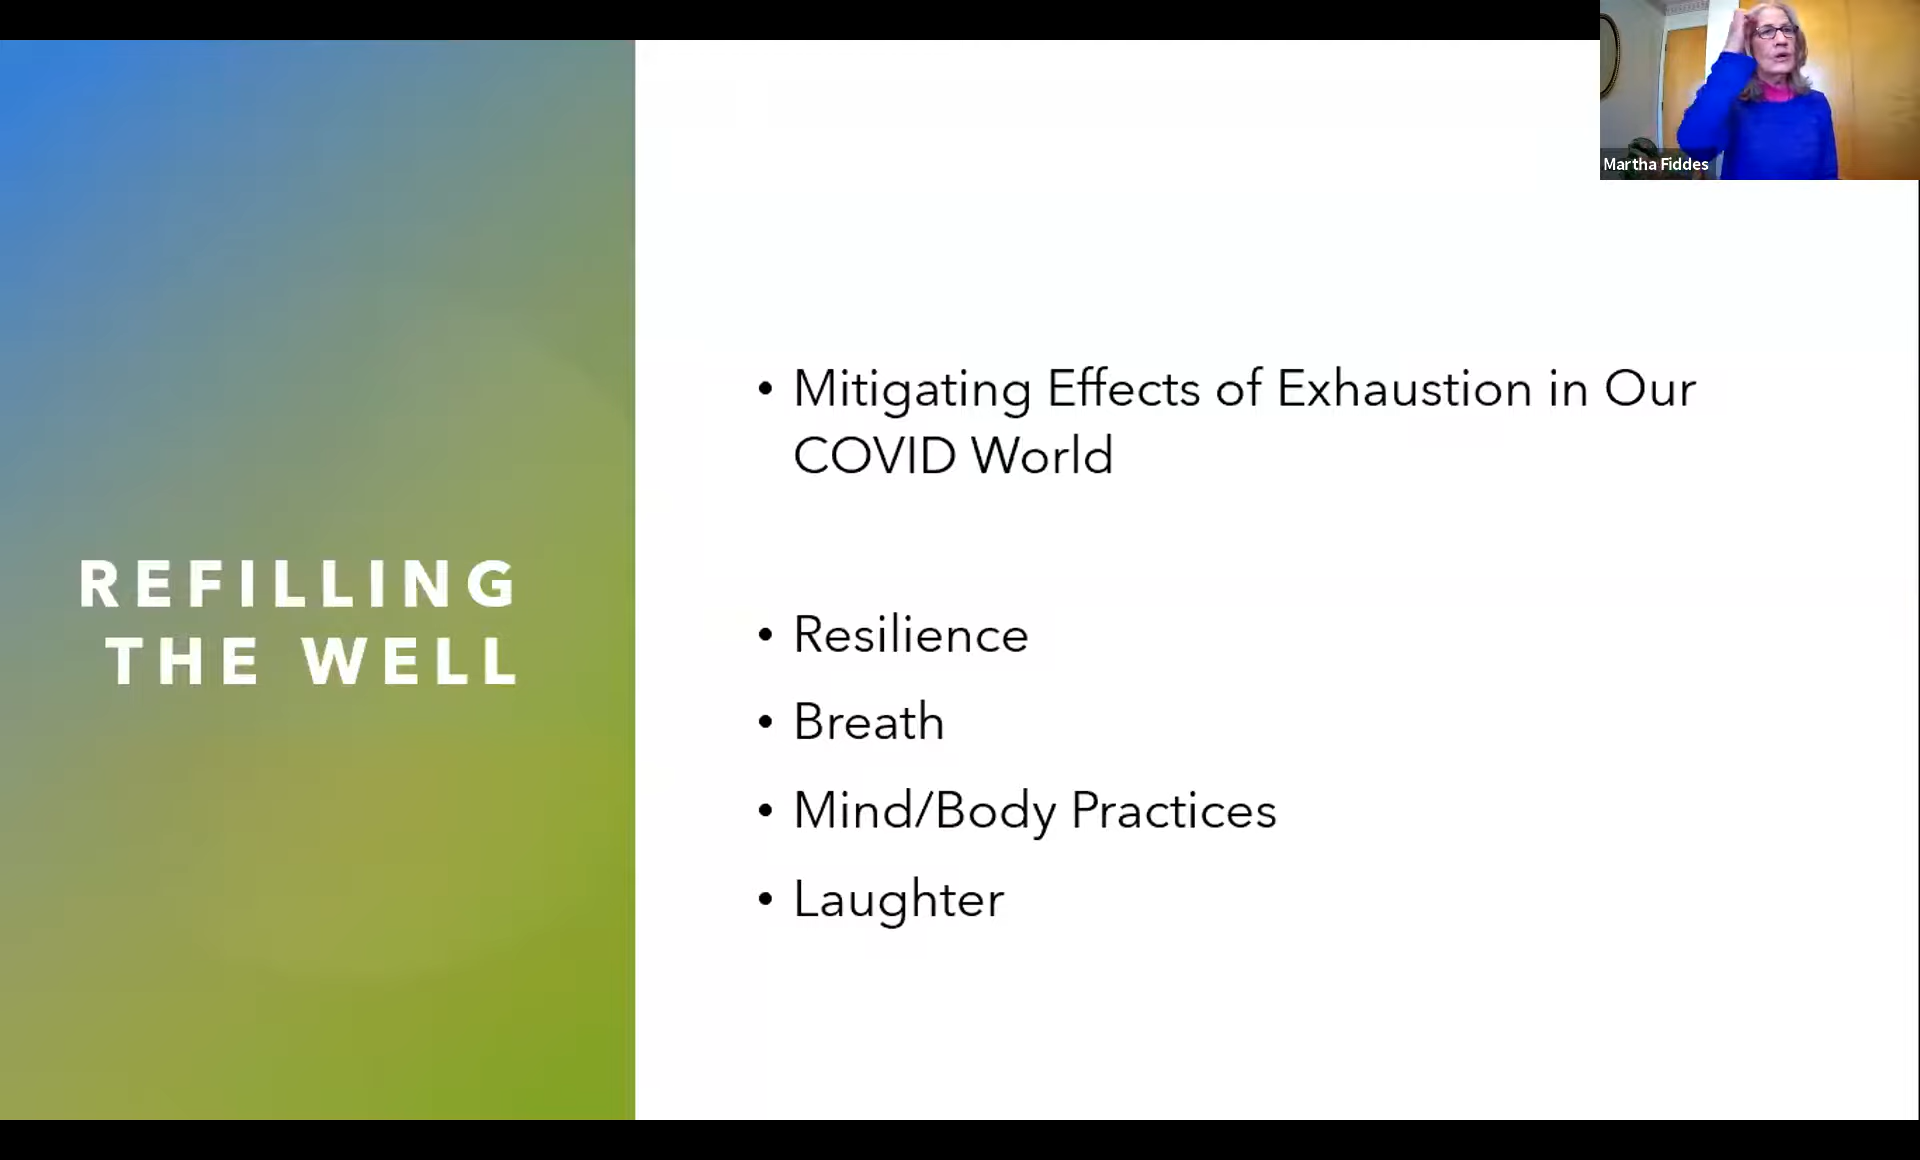 Martha Fiddes
REFILLING
THE WELL
• Mitigating Effects of Exhaustion in Our
COVID World
• Resilience
• Breath
• Mind/Body Practices
• Laughter